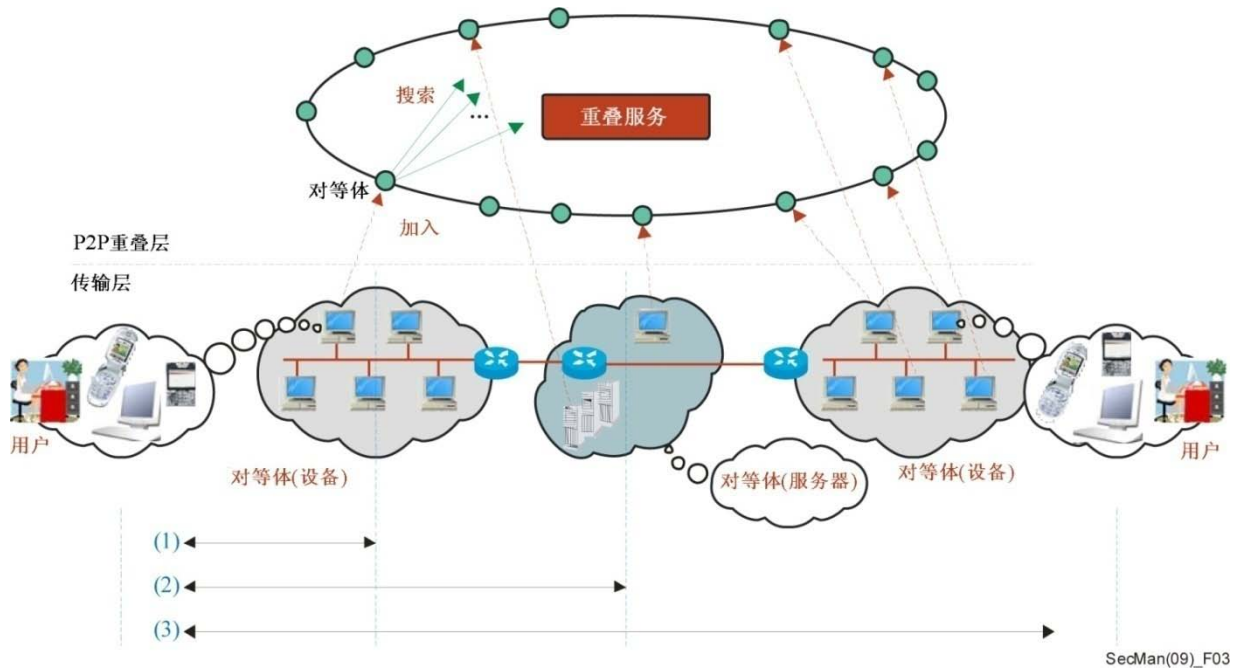 搜索
...
重叠服务
对等体
加入
P2P重叠层
传输层
用户
用户
对等体(设备)
对等体(服务器)
对等体(设备)
(1)
(2)
(3)
SecMan(09)_F03